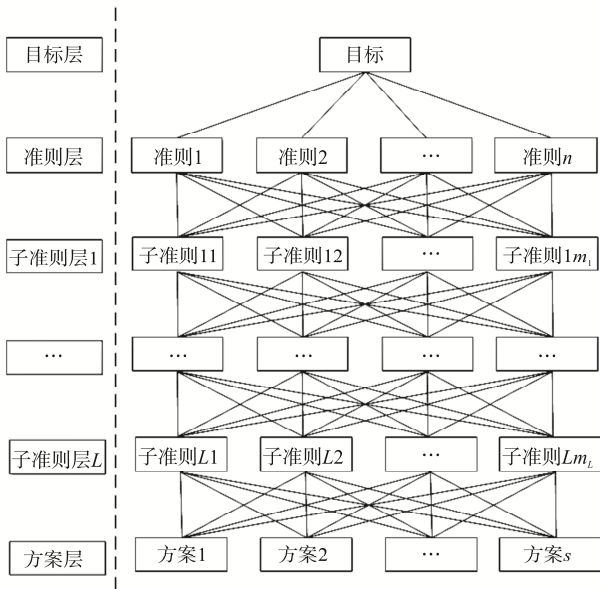 目标层 目标
准则层 准则1 准则2 … 准则n
子准则层1 子准则11 子准则12 … 子准则1m₁
… … … … …
子准则层L 子准则L1 子准则L2 … 子准则Lm_L
方案层 方案1 方案2 … 方案s